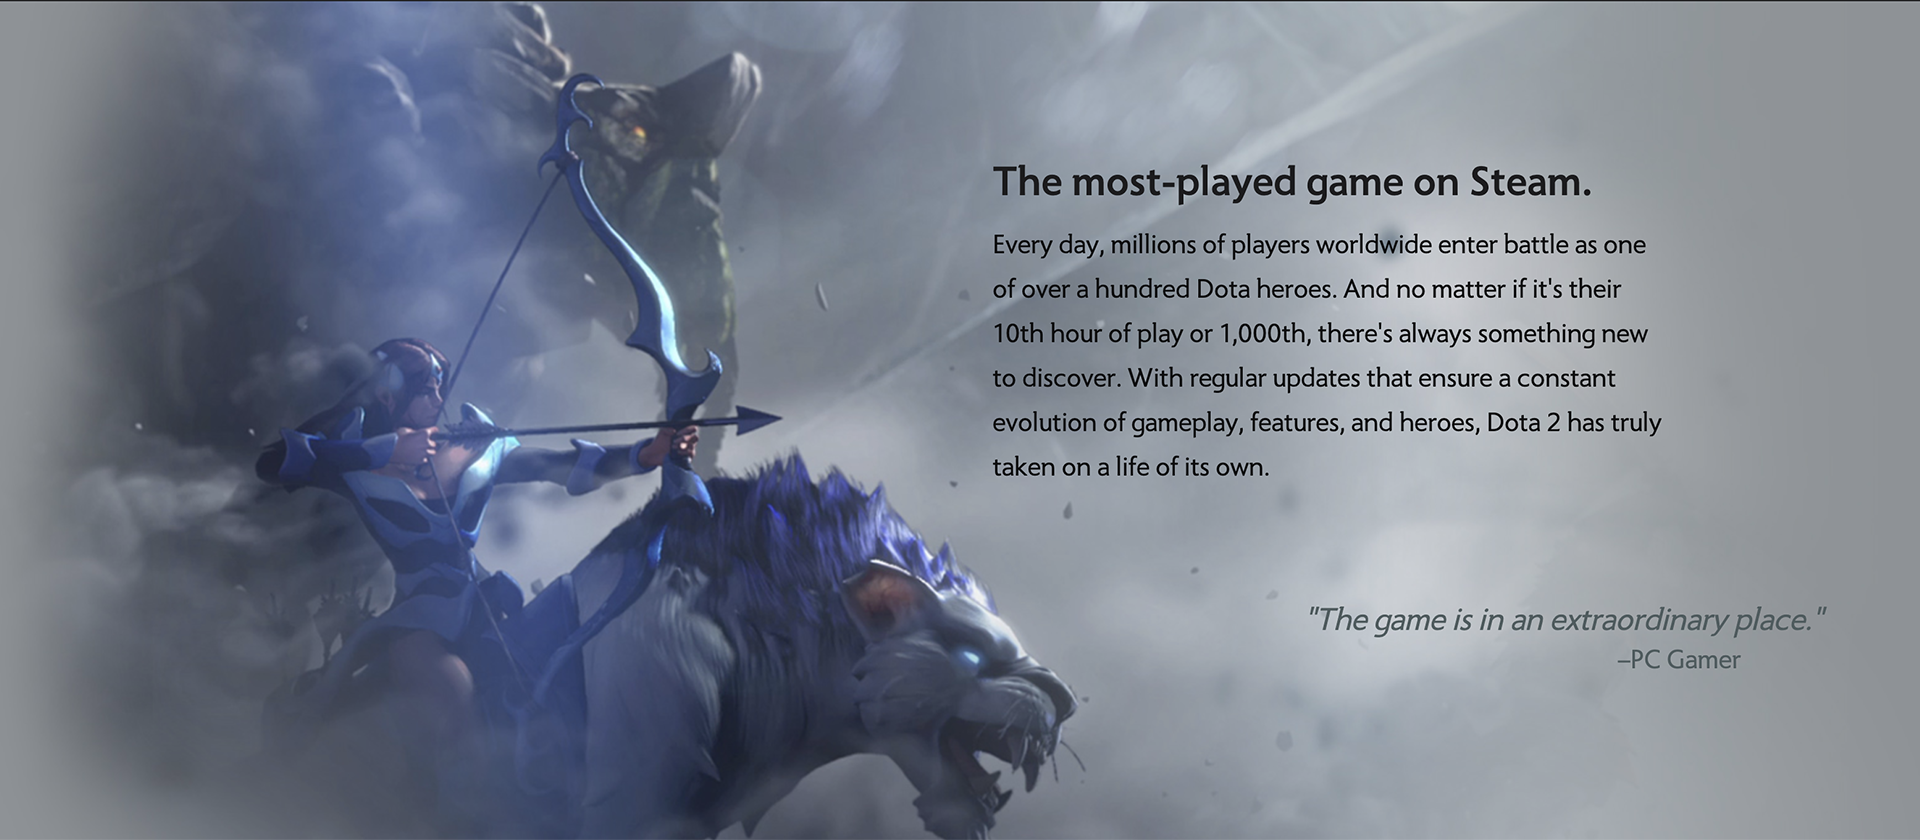 The most-played game on Steam.
Every day, millions of players worldwide enter battle as one
of over a hundred Dota heroes. And no matter if it's their
10th hour of play or 1,000th, there's always something new
to discover. With regular updates that ensure a constant
evolution of gameplay, features, and heroes, Dota 2 has truly
taken on a life of its own.
"The game is in an extraordinary place."
–PC Gamer